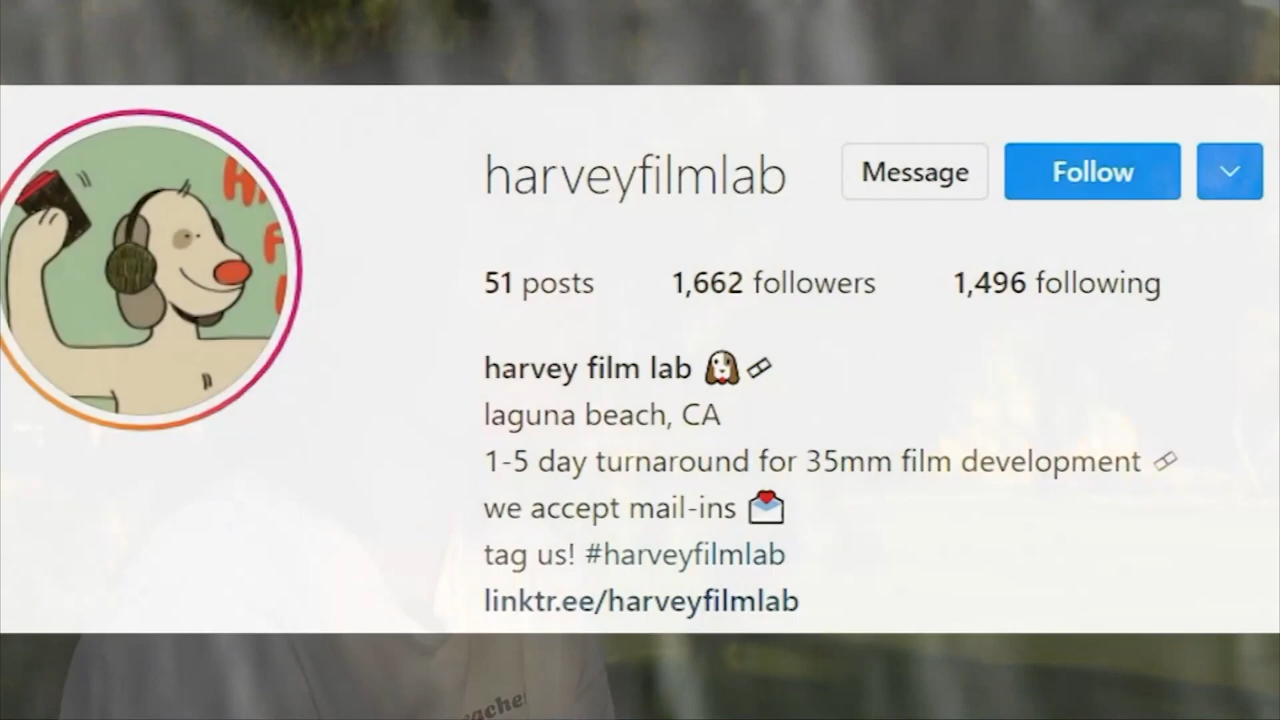 harveyfilmlab Message Follow
51 posts 1,662 followers 1,496 following
harvey film lab
laguna beach, CA
1-5 day turnaround for 35mm film development
we accept mail-ins
tag us! #harveyfilmlab
linktr.ee/harveyfilmlab